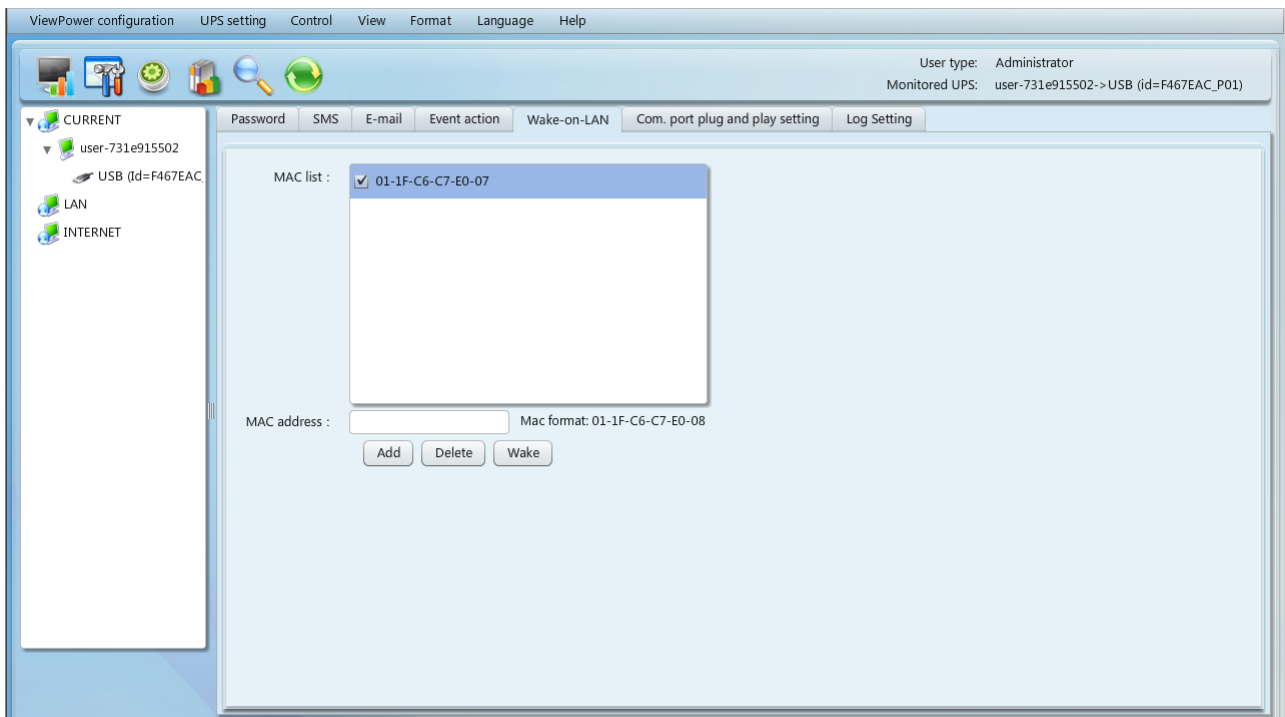 ViewPower configuration UPS setting Control View Format Language Help
User type: Administrator
Monitored UPS: user-731e915502->USB (id=F467EAC_P01)
CURRENT
user-731e915502
USB (Id=F467EAC
LAN
INTERNET
Password SMS E-mail Event action Wake-on-LAN Com. port plug and play setting Log Setting
MAC list :
01-1F-C6-C7-E0-07
MAC address :
Mac format: 01-1F-C6-C7-E0-08
Add Delete Wake